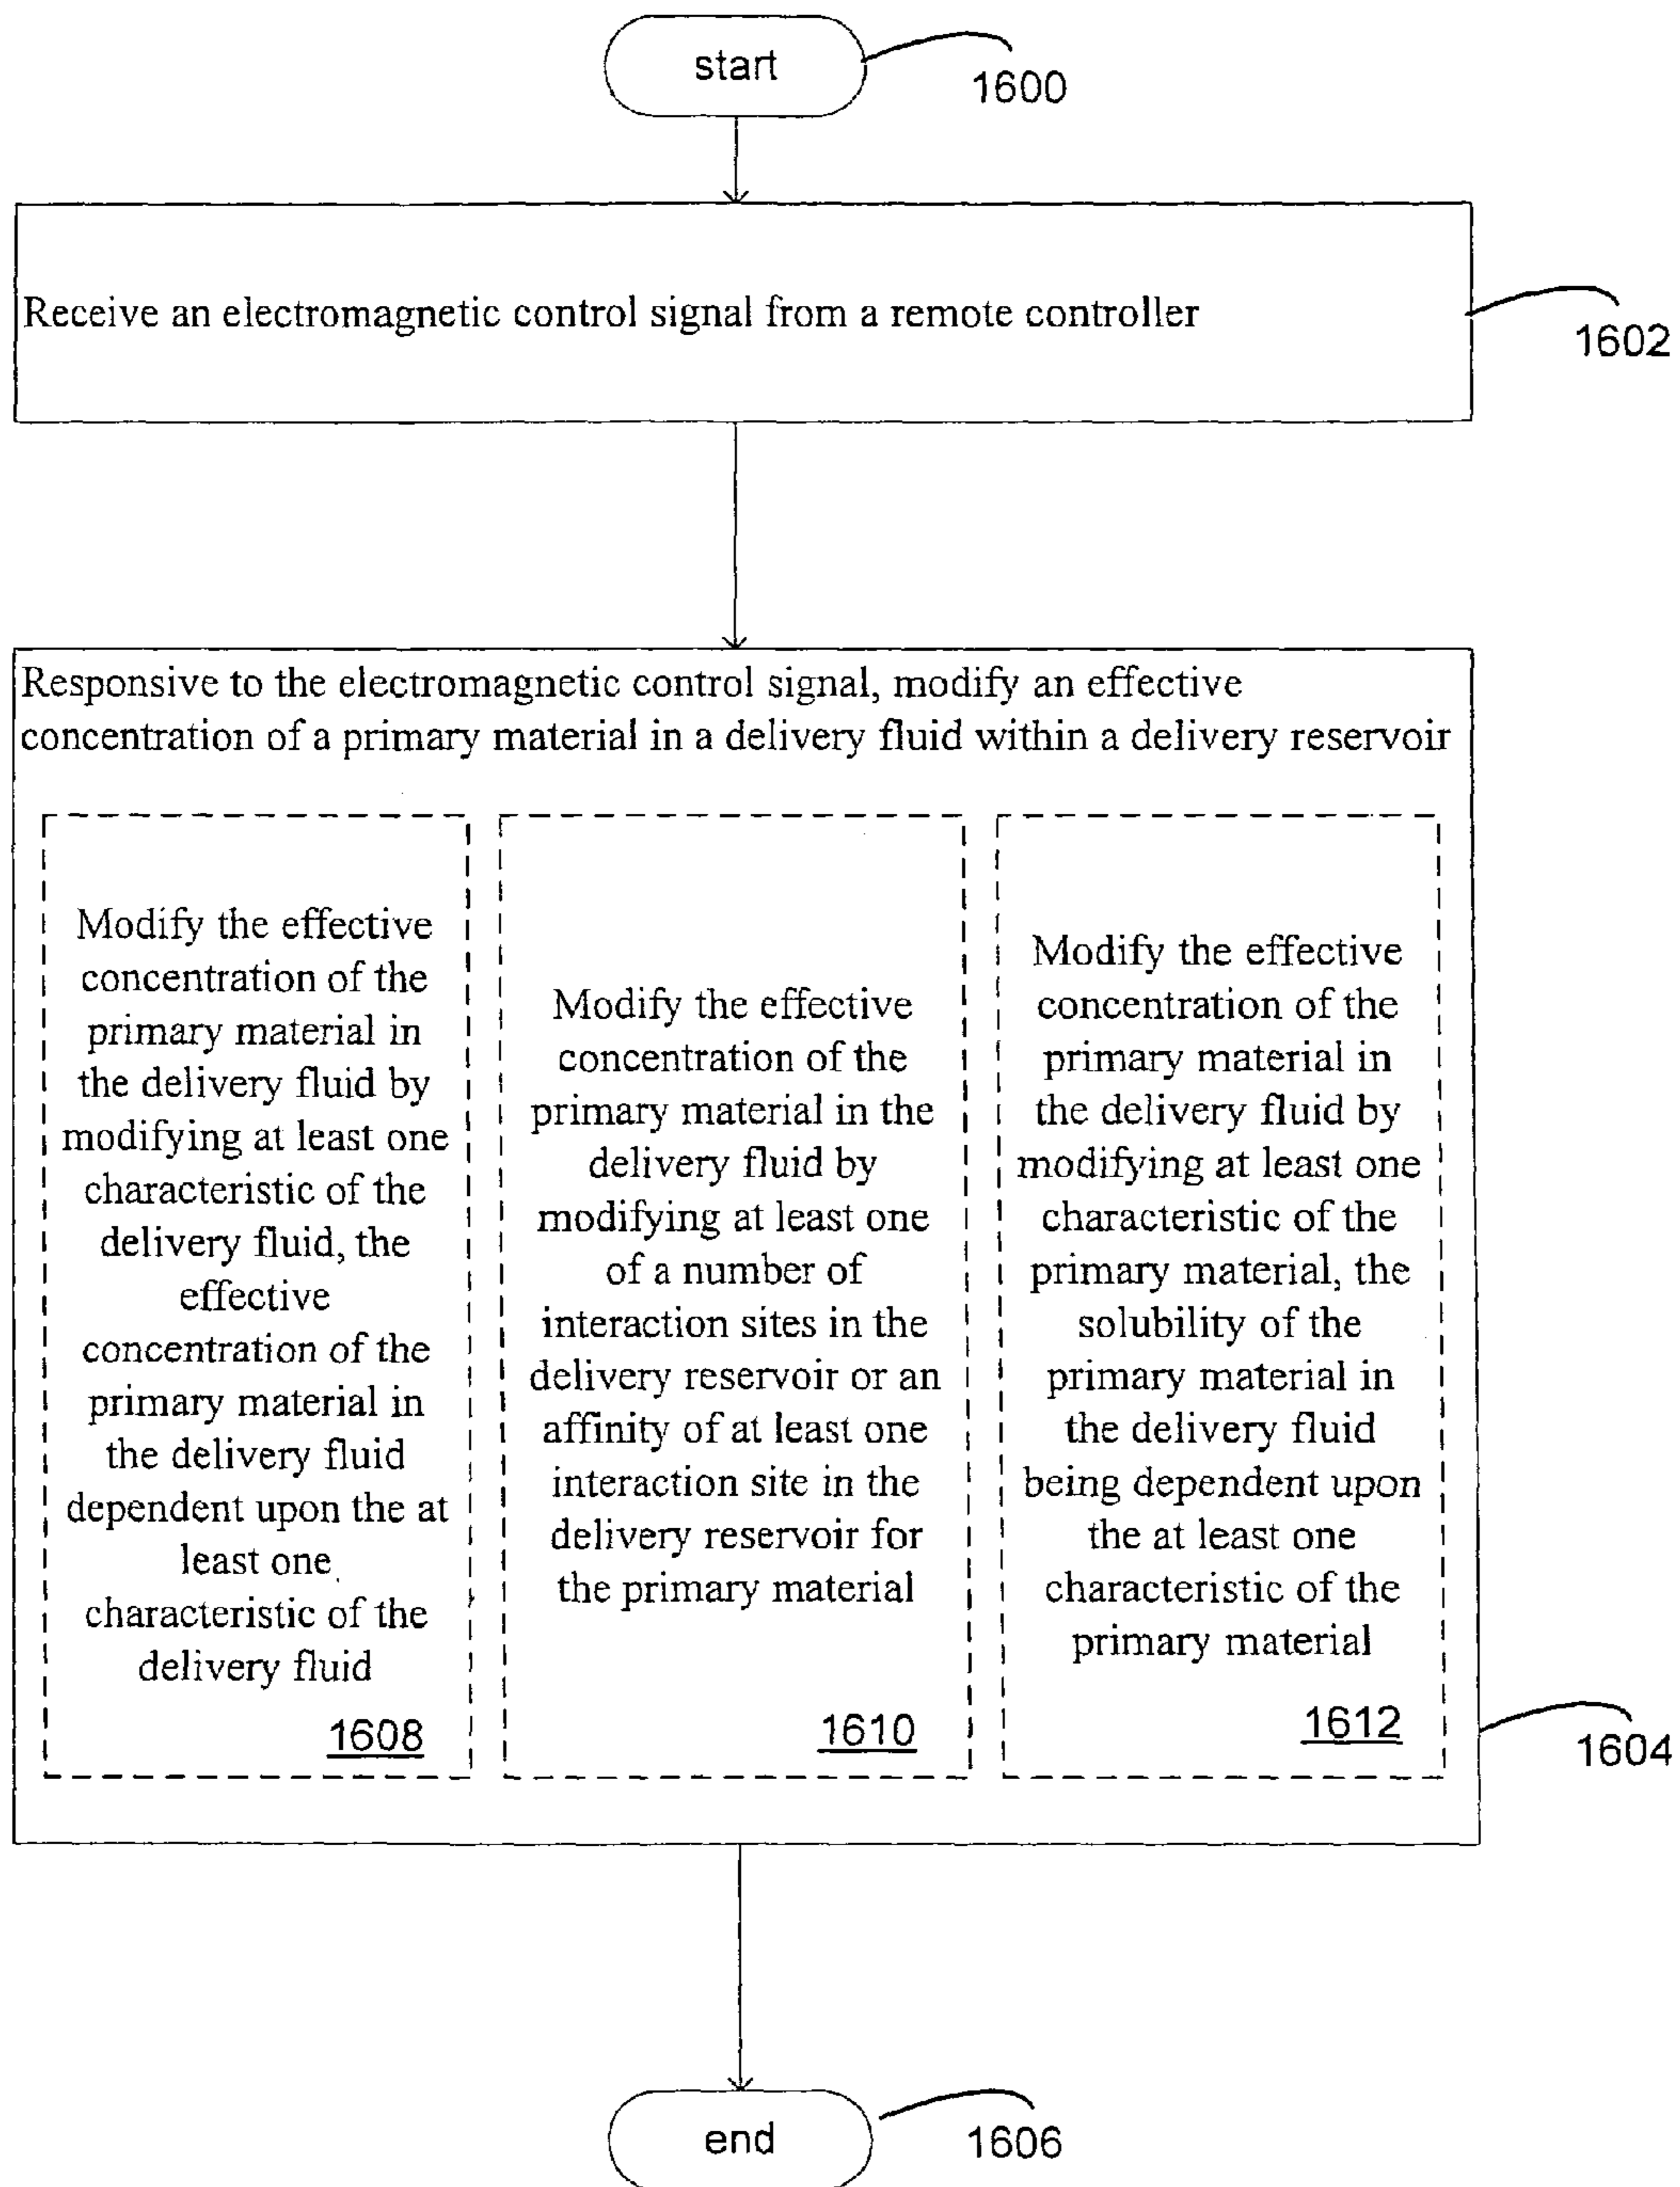 start
1600
Receive an electromagnetic control signal from a remote controller
1602
Responsive to the electromagnetic control signal, modify an effective
concentration of a primary material in a delivery fluid within a delivery reservoir
Modify the effective
concentration of the
primary material in
the delivery fluid by
modifying at least one
characteristic of the
delivery fluid, the
effective
concentration of the
primary material in
the delivery fluid
dependent upon the at
least one
characteristic of the
delivery fluid
1608
Modify the effective
concentration of the
primary material in the
delivery fluid by
modifying at least one
of a number of
interaction sites in the
delivery reservoir or an
affinity of at least one
interaction site in the
delivery reservoir for
the primary material
1610
Modify the effective
concentration of the
primary material in
the delivery fluid by
modifying at least one
characteristic of the
primary material, the
solubility of the
primary material in
the delivery fluid
being dependent upon
the at least one
characteristic of the
primary material
1612
1604
end
1606